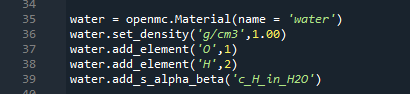 34
35 water = openmc.Material(name = 'water')
36 water.set_density('g/cm3',1.00)
37 water.add_element('O',1)
38 water.add_element('H',2)
39 water.add_s_alpha_beta('c_H_in_H2O')
40